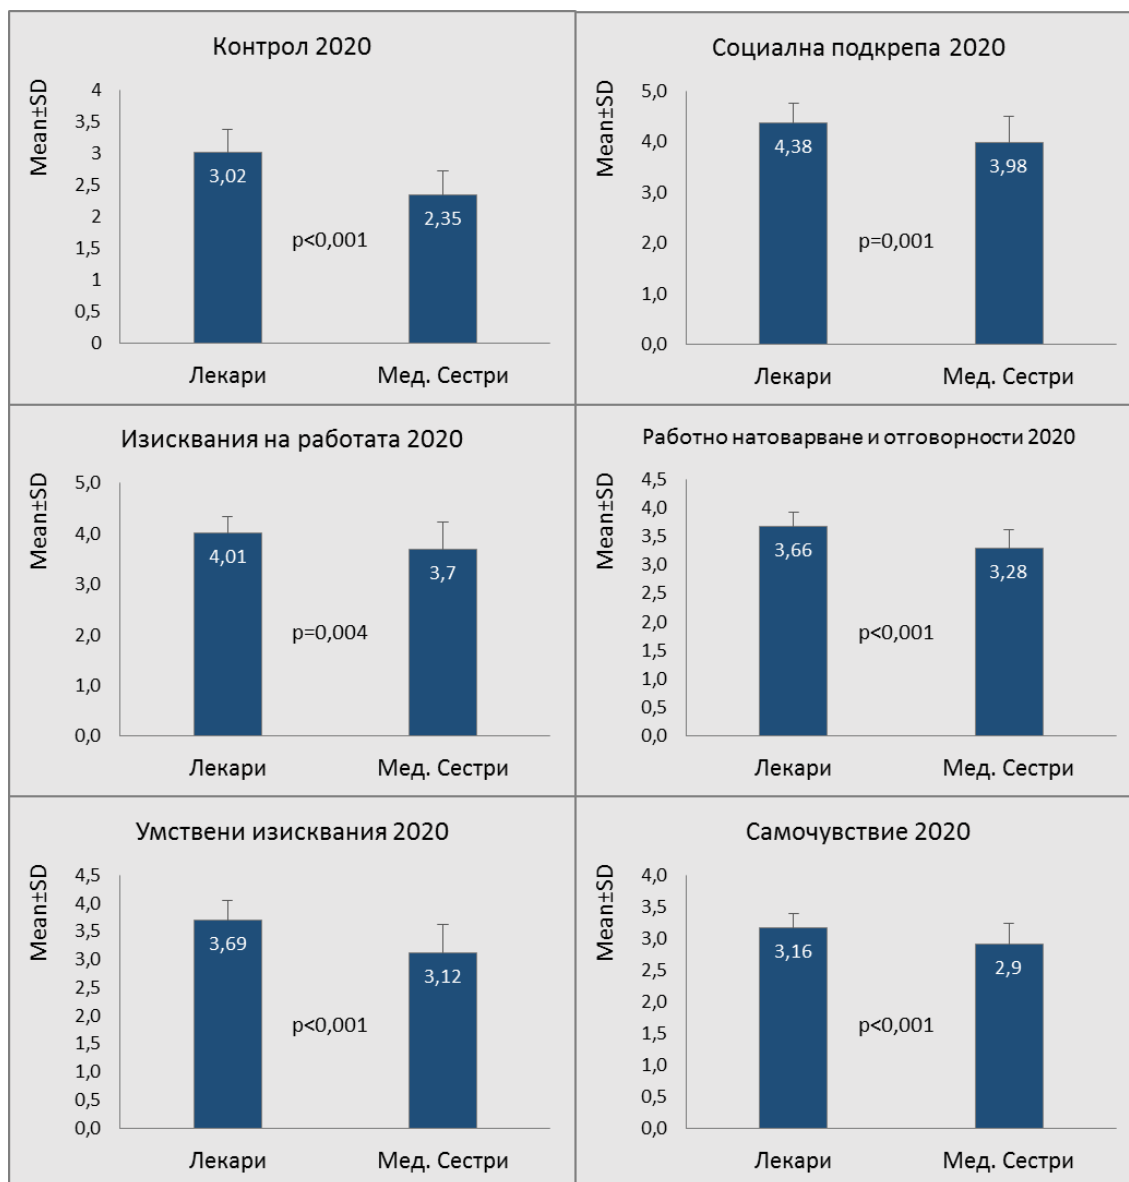 Контрол 2020
Mean±SD
4
3,5
3
2,5
2
1,5
1
0,5
0
3,02
2,35
p<0,001
Лекари
Мед. Сестри
Социална подкрепа 2020
Mean±SD
5,0
4,0
3,0
2,0
1,0
0,0
4,38
3,98
p=0,001
Лекари
Мед. Сестри
Изисквания на работата 2020
Mean±SD
5,0
4,0
3,0
2,0
1,0
0,0
4,01
3,7
p=0,004
Лекари
Мед. Сестри
Работно натоварване и отговорности 2020
Mean±SD
4,5
4,0
3,5
3,0
2,5
2,0
1,5
1,0
0,5
0,0
3,66
3,28
p<0,001
Лекари
Мед. Сестри
Умствени изисквания 2020
Mean±SD
4,5
4,0
3,5
3,0
2,5
2,0
1,5
1,0
0,5
0,0
3,69
3,12
p<0,001
Лекари
Мед. Сестри
Самочувствие 2020
Mean±SD
4,0
3,5
3,0
2,5
2,0
1,5
1,0
0,5
0,0
3,16
2,9
p<0,001
Лекари
Мед. Сестри